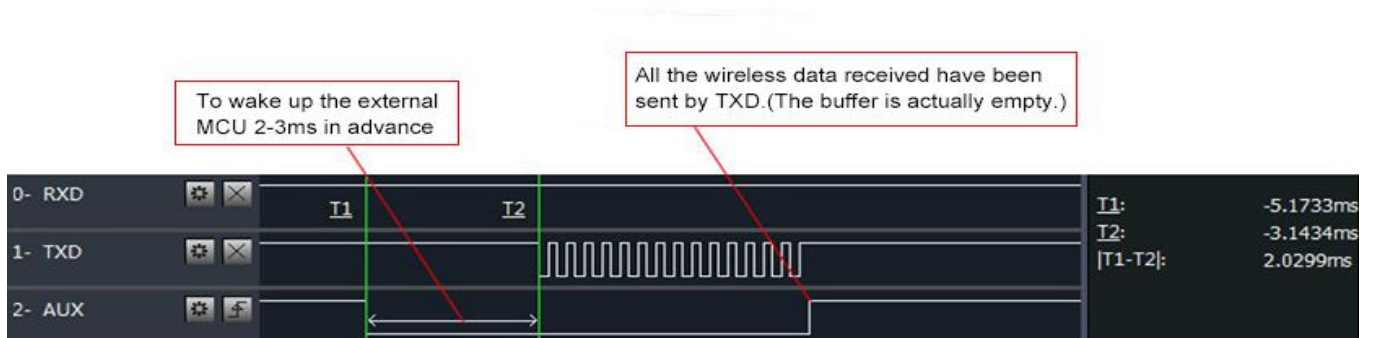 To wake up the external
MCU 2-3ms in advance
All the wireless data received have been
sent by TXD.(The buffer is actually empty.)
0- RXD
T1
T2
T1: -5.1733ms
T2: -3.1434ms
|T1-T2|: 2.0299ms
1- TXD
2- AUX